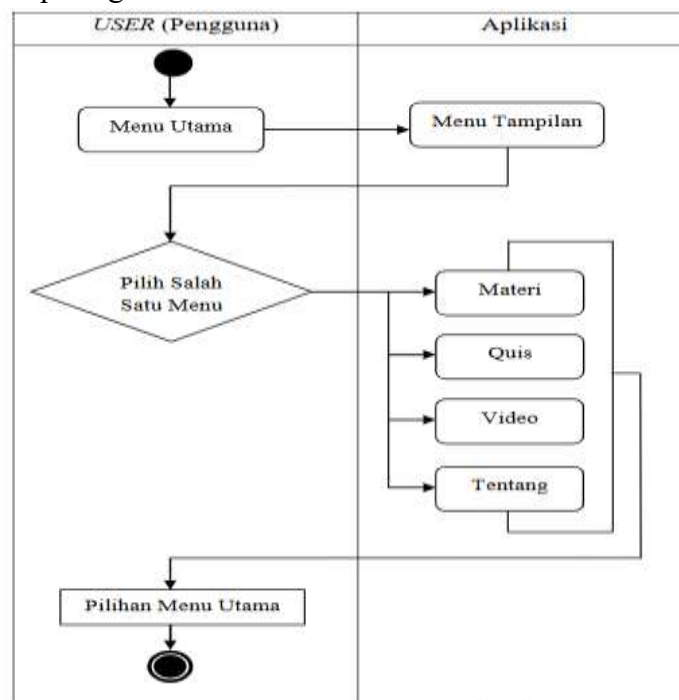 USER (Pengguna)
Aplikasi
Menu Utama
Menu Tampilan
Pilih Salah
Satu Menu
Materi
Quis
Video
Tentang
Pilihan Menu Utama